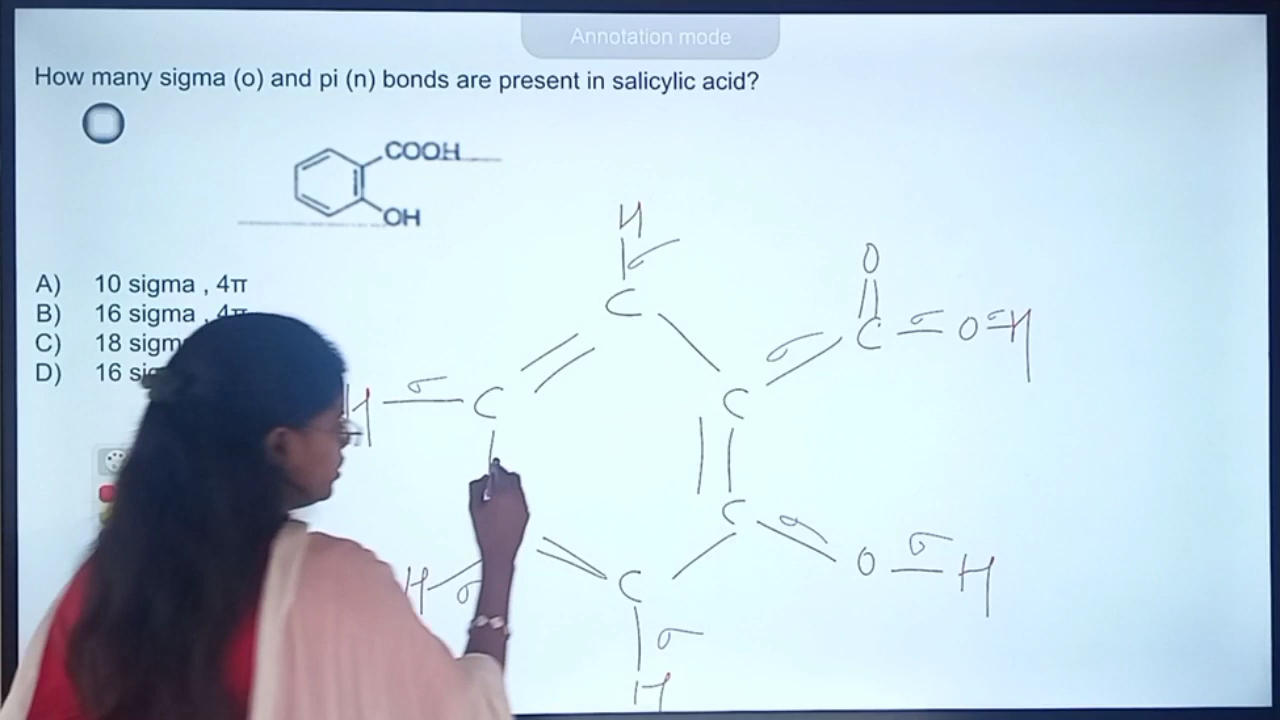 Annotation mode
How many sigma (o) and pi (n) bonds are present in salicylic acid?
COOH
OH
A) 10 sigma , 4π
B) 16 sigma , 4π
C) 18
D) 16
H
σ
C
O
C σ O σ H
σ
H σ C
C
C
σ
O σ H
H σ
C
σ
H